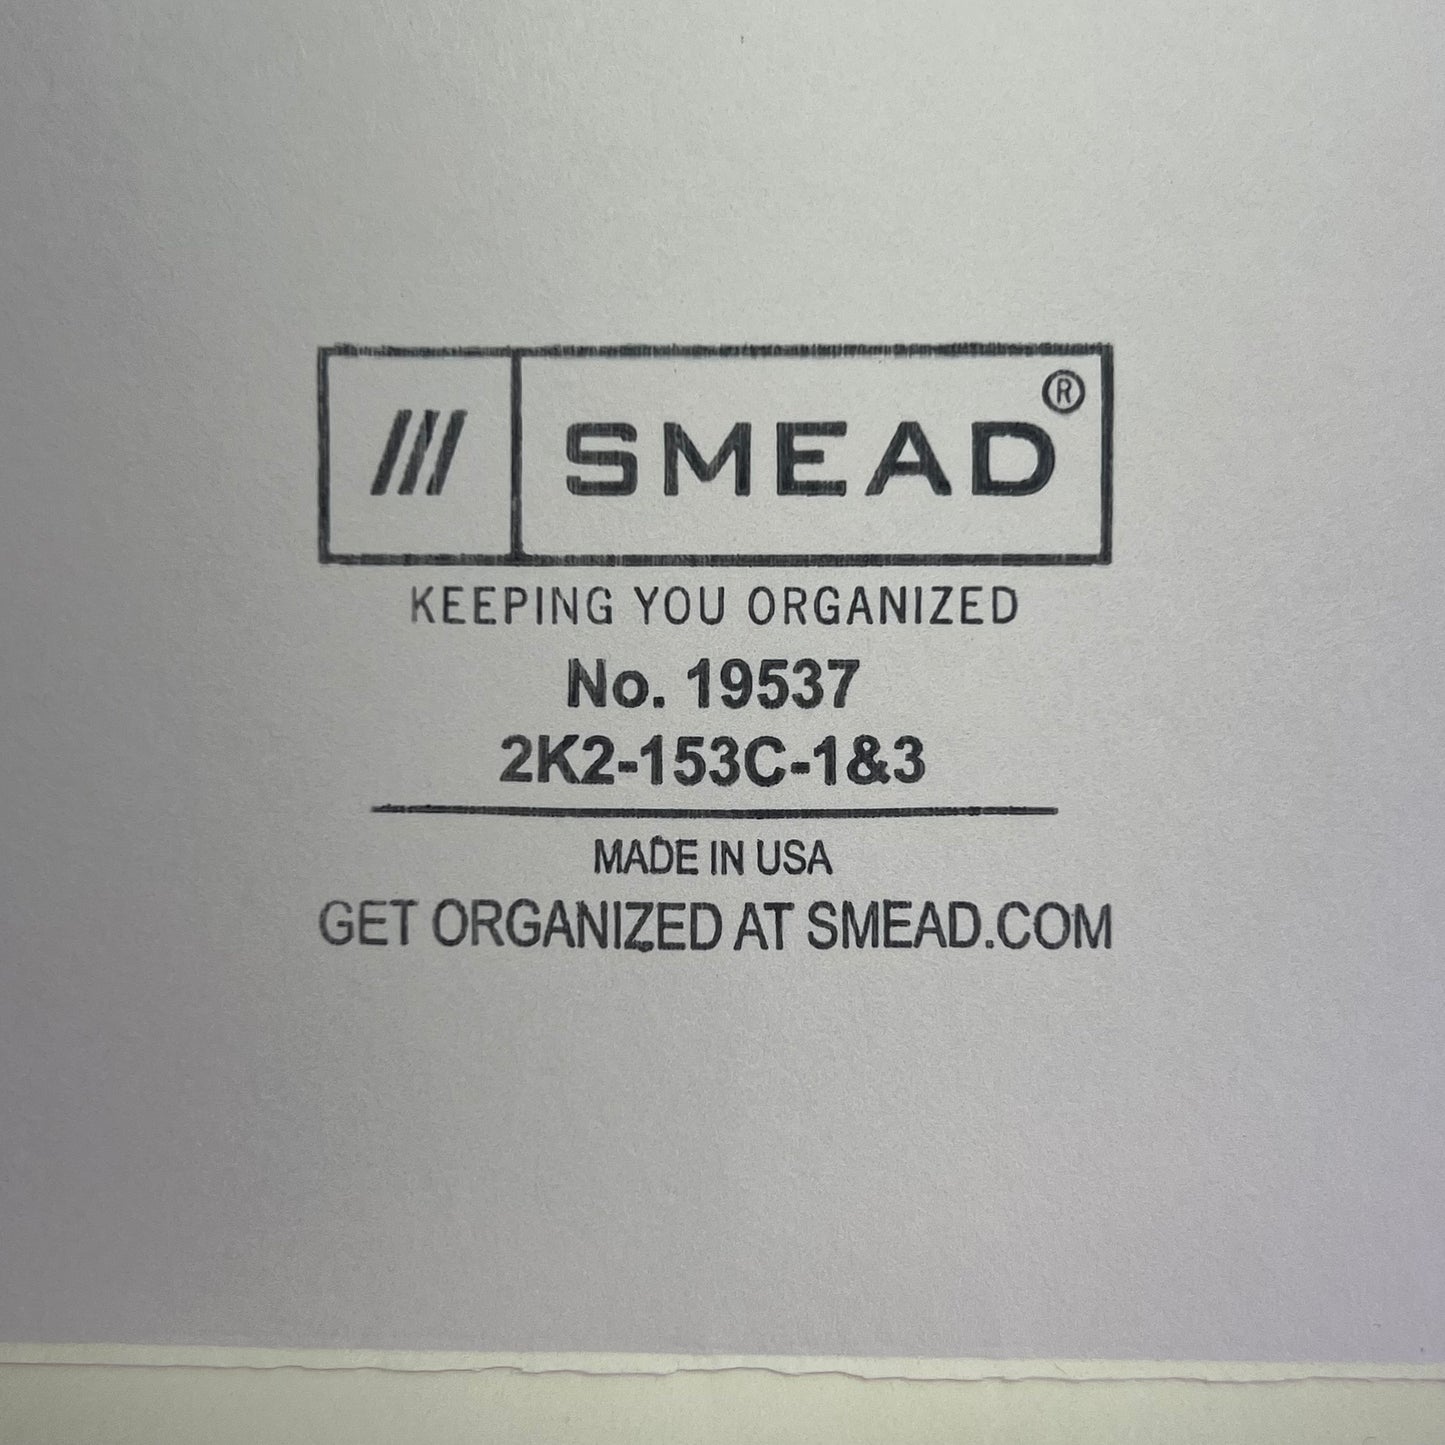 /// SMEAD®
KEEPING YOU ORGANIZED
No. 19537
2K2-153C-1&3
MADE IN USA
GET ORGANIZED AT SMEAD.COM